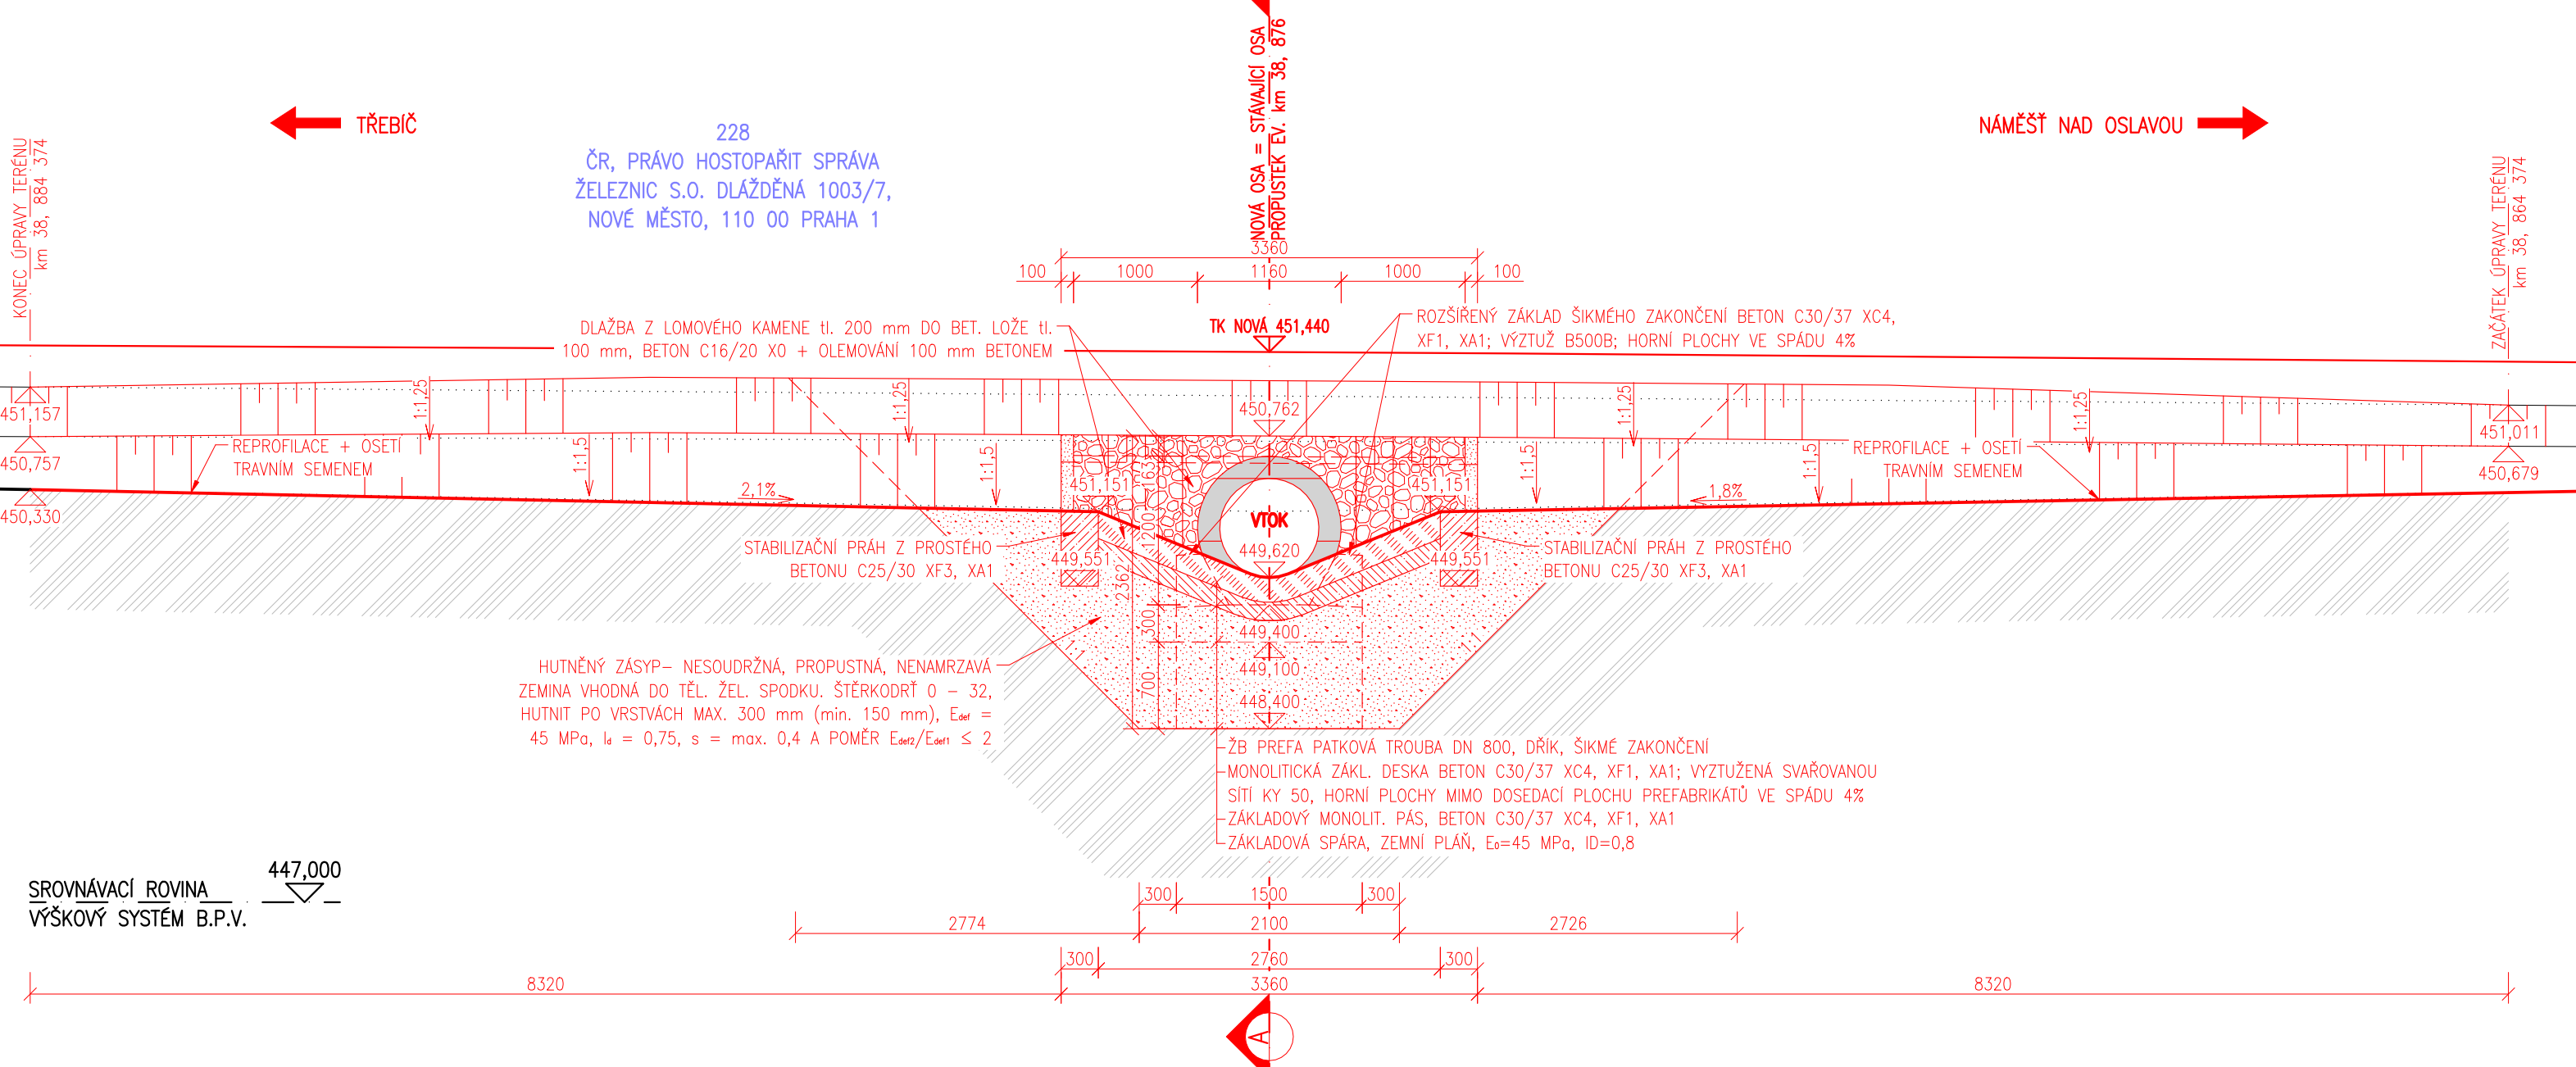 NOVÁ OSA = STÁVAJÍCÍ OSA
PROPUSTEK EV. km 38, 876
TŘEBÍČ
NÁMĚŠŤ NAD OSLAVOU
228
ČR, PRÁVO HOSTOPAŘIT SPRÁVA
ŽELEZNIC S.O. DLÁŽDĚNÁ 1003/7,
NOVÉ MĚSTO, 110 00 PRAHA 1
KONEC ÚPRAVY TERÉNU
km 38, 884 374
ZAČÁTEK ÚPRAVY TERÉNU
km 38, 864 374
3360
100
1000
1160
1000
100
DLAŽBA Z LOMOVÉHO KAMENE tl. 200 mm DO BET. LOŽE tl.
100 mm, BETON C16/20 X0 + OLEMOVÁNÍ 100 mm BETONEM
TK NOVÁ 451,440
ROZŠÍŘENÝ ZÁKLAD ŠIKMÉHO ZAKONČENÍ BETON C30/37 XC4,
XF1, XA1; VÝZTUŽ B500B; HORNÍ PLOCHY VE SPÁDU 4%
451,157
1:1,25
1:1,25
450,762
1:1,25
1:1,25
451,011
450,757
REPROFILACE + OSETÍ
TRAVNÍM SEMENEM
1:1,5
1:1,5
1:1,5
1:1,5
REPROFILACE + OSETÍ
TRAVNÍM SEMENEM
450,679
450,330
2,1%
451,151
451,151
1,8%
1633
1200
2362
300
700
VTOK
STABILIZAČNÍ PRÁH Z PROSTÉHO
BETONU C25/30 XF3, XA1
449,551
449,620
449,551
STABILIZAČNÍ PRÁH Z PROSTÉHO
BETONU C25/30 XF3, XA1
449,400
449,100
448,400
1:1
1:1
HUTNĚNÝ ZÁSYP– NESOUDRŽNÁ, PROPUSTNÁ, NENAMRZAVÁ
ZEMINA VHODNÁ DO TĚL. ŽEL. SPODKU. ŠTĚRKODRŤ 0 – 32,
HUTNIT PO VRSTVÁCH MAX. 300 mm (min. 150 mm), Edef =
45 MPa, Id = 0,75, s = max. 0,4 A POMĚR Edef2/Edef1 ≤ 2
ŽB PREFA PATKOVÁ TROUBA DN 800, DŘÍK, ŠIKMÉ ZAKONČENÍ
MONOLITICKÁ ZÁKL. DESKA BETON C30/37 XC4, XF1, XA1; VYZTUŽENÁ SVAŘOVANOU
SÍTÍ KY 50, HORNÍ PLOCHY MIMO DOSEDACÍ PLOCHU PREFABRIKÁTŮ VE SPÁDU 4%
ZÁKLADOVÝ MONOLIT. PÁS, BETON C30/37 XC4, XF1, XA1
ZÁKLADOVÁ SPÁRA, ZEMNÍ PLÁŇ, E0=45 MPa, ID=0,8
447,000
SROVNÁVACÍ ROVINA
VÝŠKOVÝ SYSTÉM B.P.V.
300
1500
300
2774
2100
2726
300
2760
300
8320
3360
8320
A